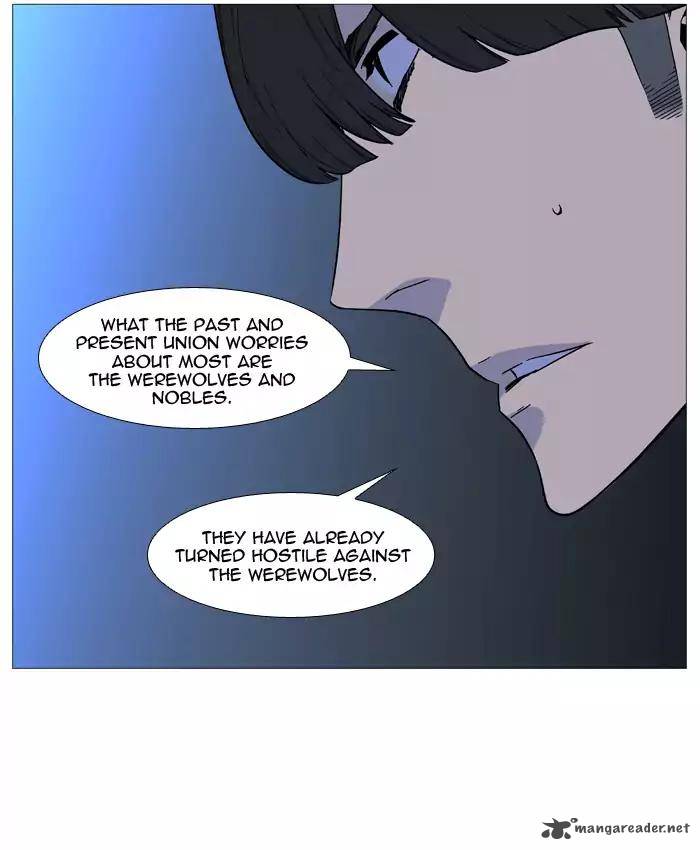 WHAT THE PAST AND
PRESENT UNION WORRIES
ABOUT MOST ARE
THE WEREWOLVES AND
NOBLES.
THEY HAVE ALREADY
TURNED HOSTILE AGAINST
THE WEREWOLVES.
mangareader.net